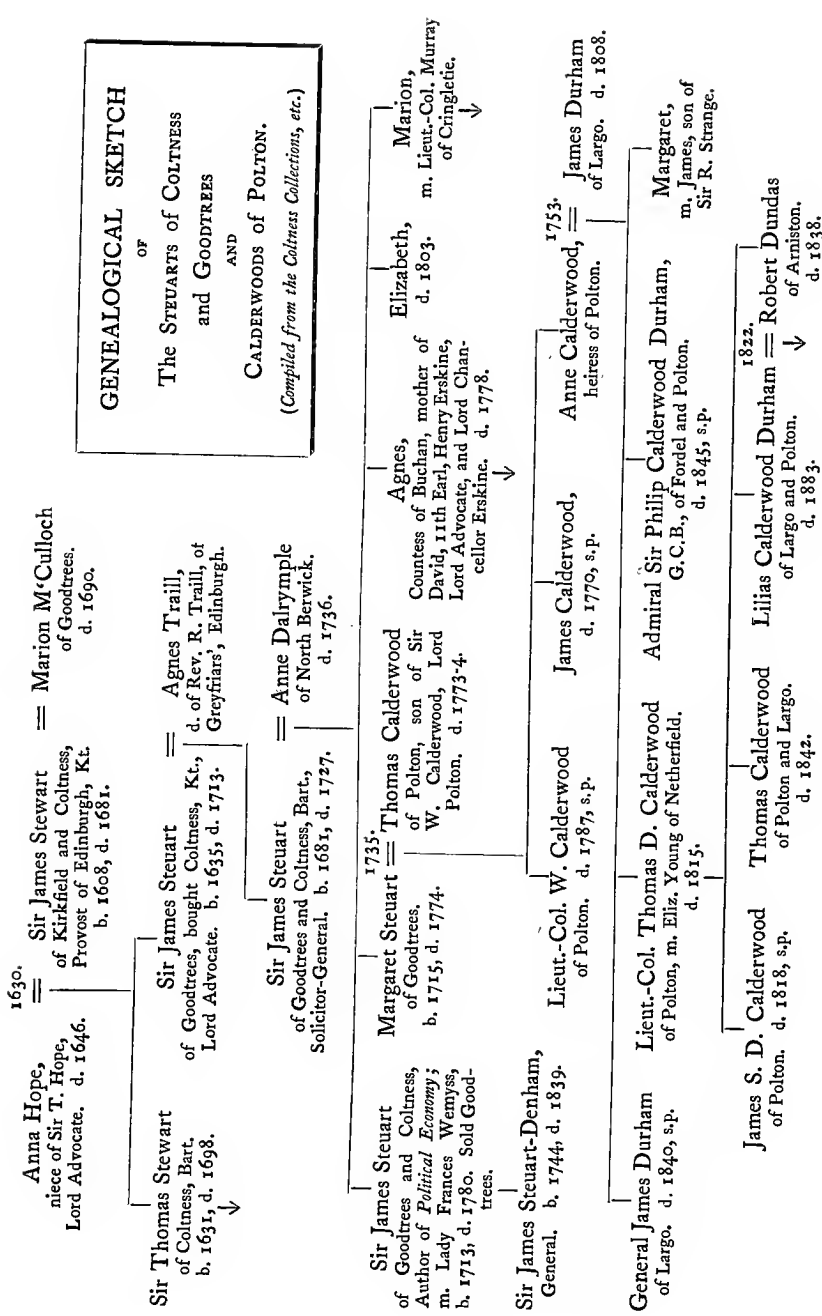 GENEALOGICAL SKETCH
OF
The STEUARTS of COLTNESS
and GOODTREES
AND
CALDERWOODS of POLTON.
(Compiled from the Coltness Collections, etc.)
Anna Hope,
niece of Sir T. Hope,
Lord Advocate. d. 1646.
1630.
=
Sir James Stewart
of Kirkfield and Coltness,
Provost of Edinburgh, Kt.
b. 1608, d. 1681.
=
Marion M‘Culloch
of Goodtrees.
d. 1690.
Sir Thomas Stewart
of Coltness, Bart.
b. 1631, d. 1698.
Sir James Steuart
of Goodtrees, bought Coltness, Kt.,
Lord Advocate. b. 1635, d. 1713.
=
Agnes Traill,
d. of Rev. R. Traill, of
Greyfriars', Edinburgh.
Sir James Steuart
of Goodtrees and Coltness, Bart.,
Solicitor-General. b. 1681, d. 1727.
=
Anne Dalrymple
of North Berwick.
d. 1736.
Sir James Steuart
of Goodtrees and Coltness,
Author of Political Economy;
m. Lady Frances Wemyss,
b. 1713, d. 1780. Sold Good-
trees.
Margaret Steuart
of Goodtrees.
b. 1715, d. 1774.
1735.
=
Thomas Calderwood
of Polton, son of Sir
W. Calderwood, Lord
Polton. d. 1773-4.
Agnes,
Countess of Buchan, mother of
David, 11th Earl, Henry Erskine,
Lord Advocate, and Lord Chan-
cellor Erskine. d. 1778.
Elizabeth,
d. 1803.
Marion,
m. Lieut.-Col. Murray
of Cringletie.
Sir James Steuart-Denham,
General. b. 1744, d. 1839.
Lieut.-Col. W. Calderwood
of Polton. d. 1787, s.p.
James Calderwood,
d. 1770, s.p.
Anne Calderwood,
heiress of Polton.
1753.
=
James Durham
of Largo. d. 1808.
General James Durham
of Largo. d. 1840, s.p.
Lieut.-Col. Thomas D. Calderwood
of Polton, m. Eliz. Young of Netherfield.
d. 1815.
Admiral Sir Philip Calderwood Durham,
G.C.B., of Fordel and Polton.
d. 1845, s.p.
Margaret,
m. James, son of
Sir R. Strange.
James S. D. Calderwood
of Polton. d. 1818, s.p.
Thomas Calderwood
of Polton and Largo.
d. 1842.
Lilias Calderwood Durham
of Largo and Polton.
d. 1883.
1822.
=
Robert Dundas
of Arniston.
d. 1838.